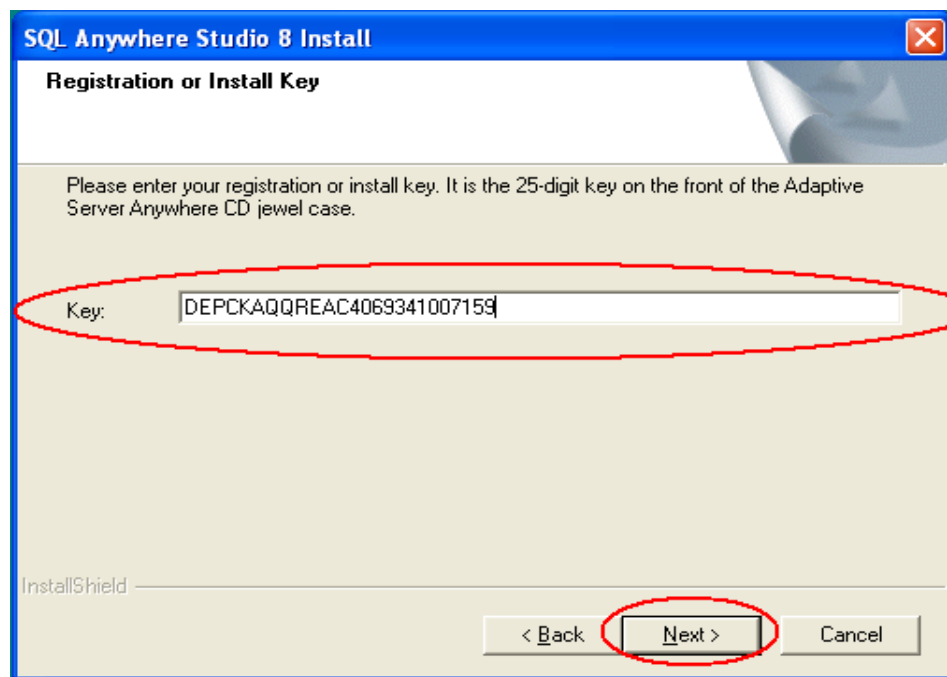 SQL Anywhere Studio 8 Install
Registration or Install Key
Please enter your registration or install key. It is the 25-digit key on the front of the Adaptive
Server Anywhere CD jewel case.
Key: DEPCKAQQREAC4069341007159
InstallShield
< Back Next > Cancel